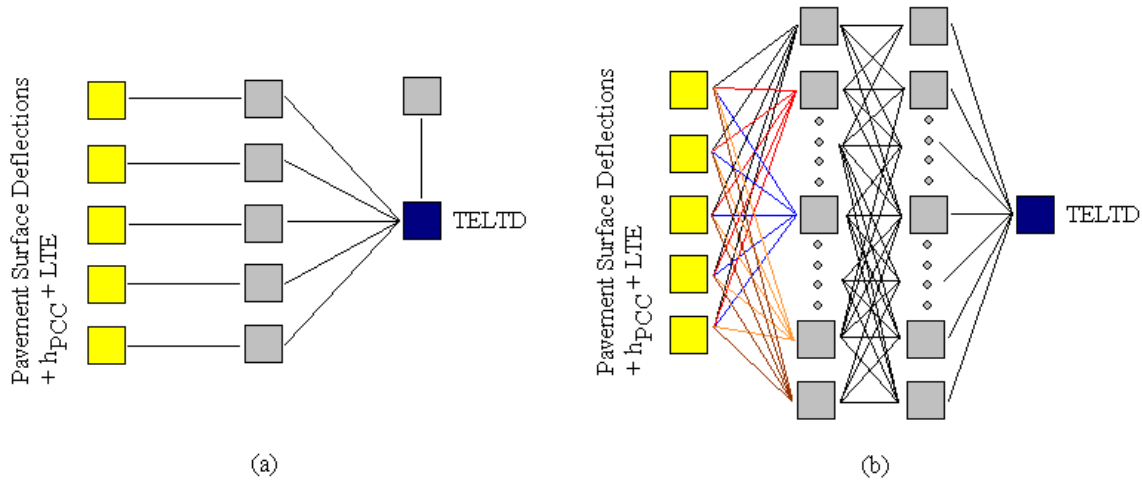 Pavement Surface Deflections
+ hPCC + LTE
TELTD
(a)
Pavement Surface Deflections
+ hPCC + LTE
TELTD
(b)